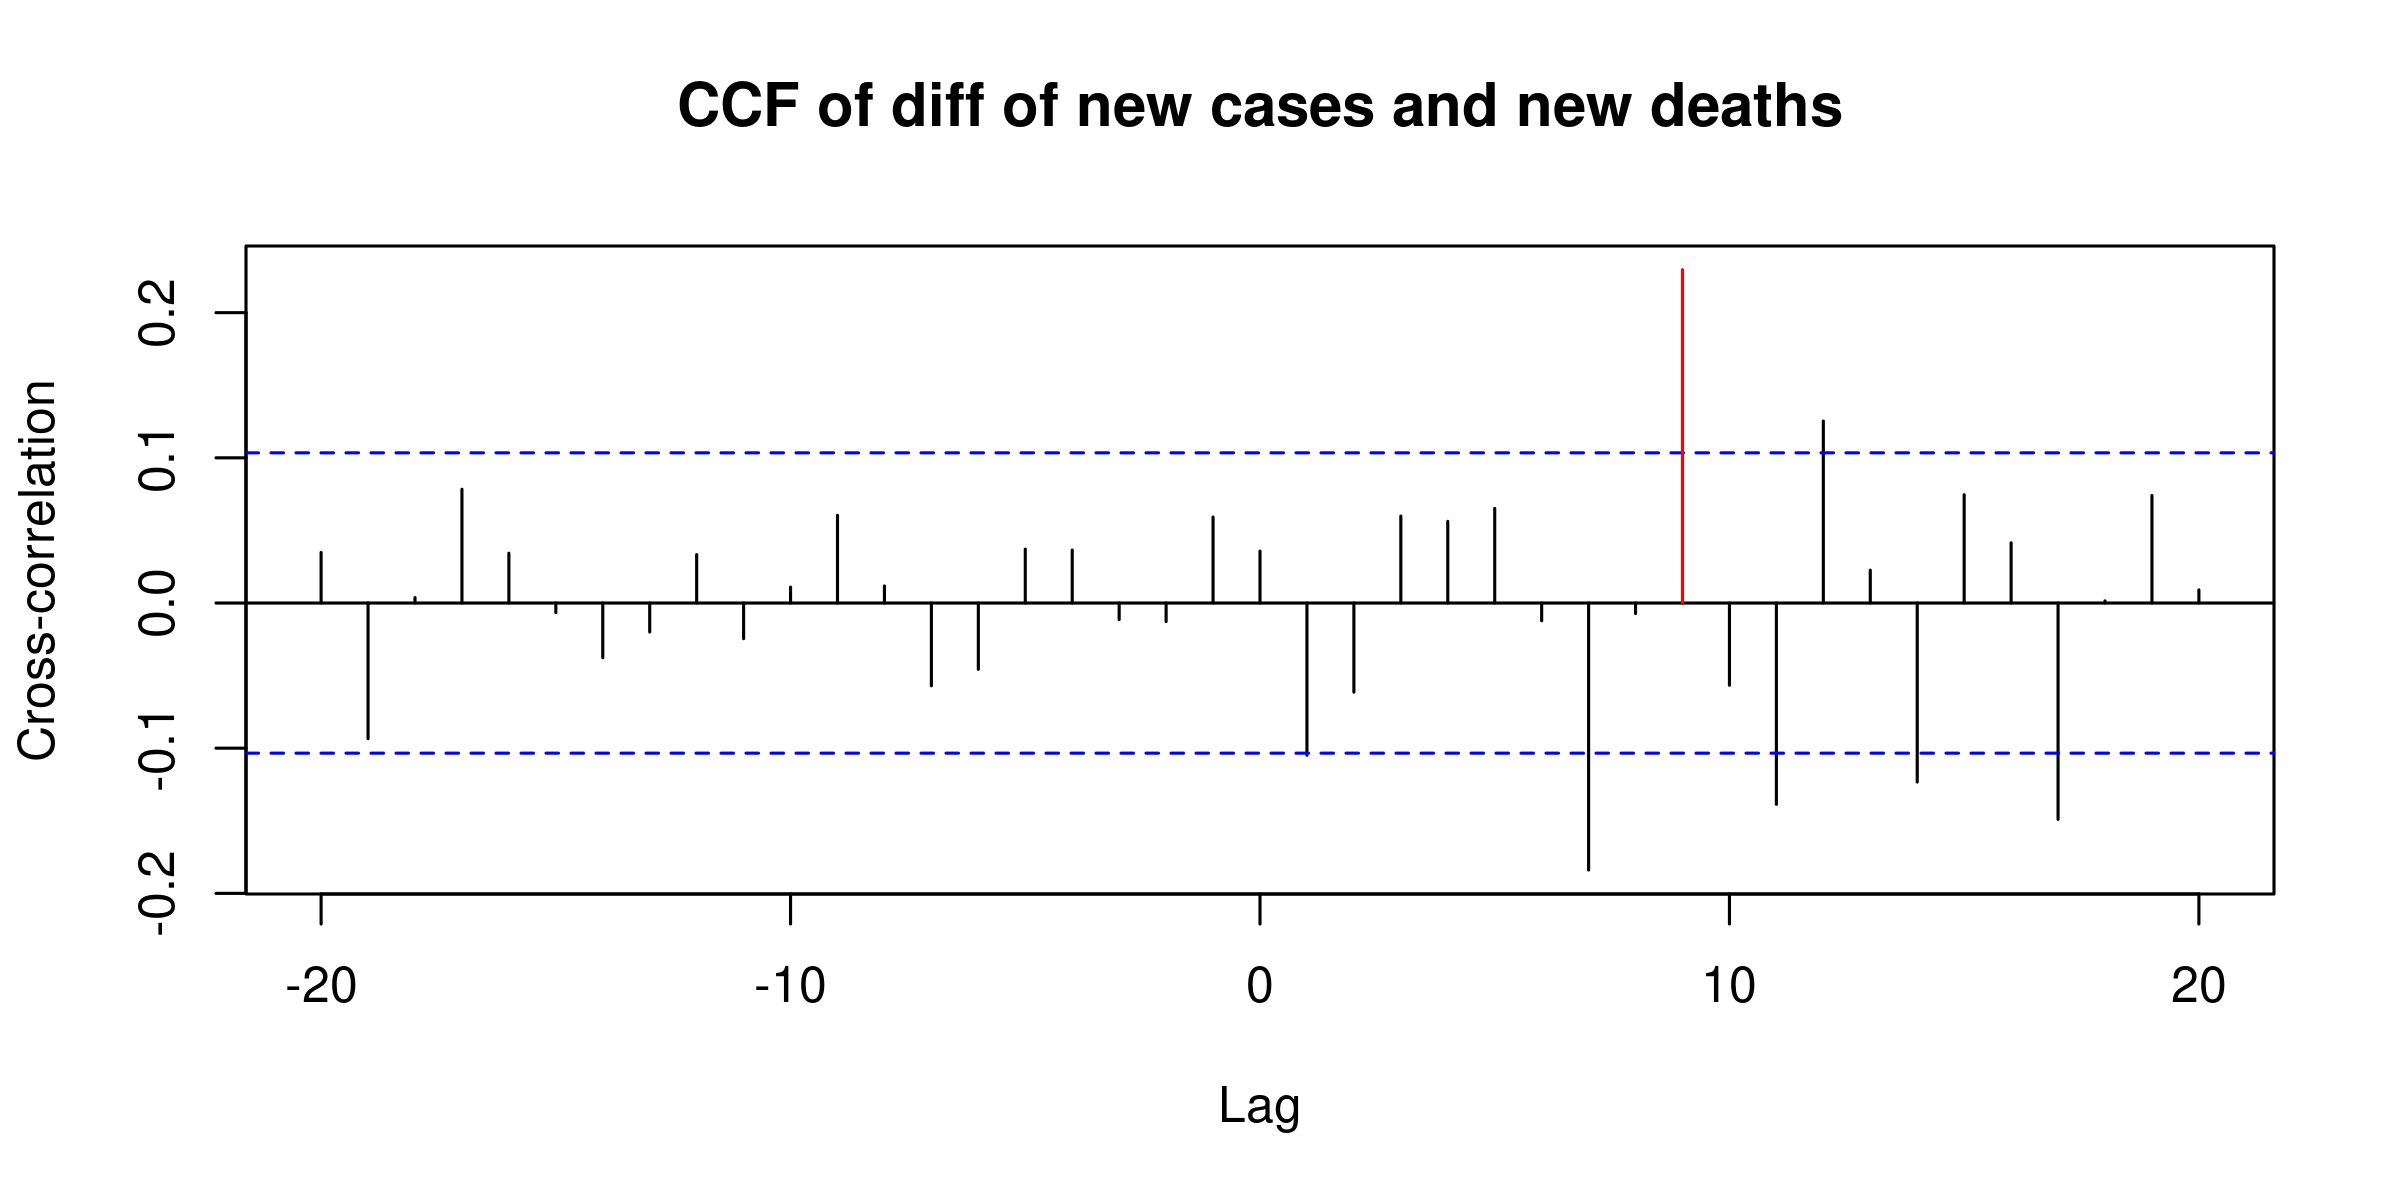 CCF of diff of new cases and new deaths
Cross-correlation
0.2
0.1
0.0
-0.1
-0.2
-20 -10 0 10 20
Lag